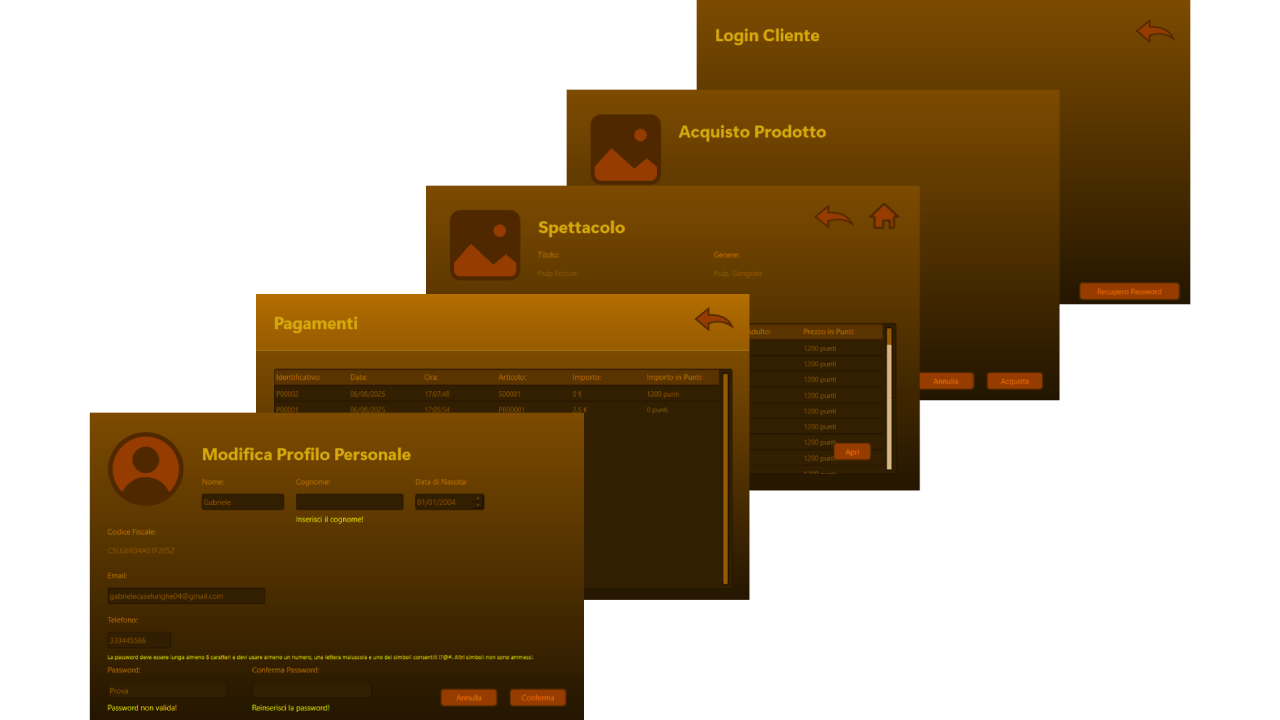 Login Cliente
Recupero Password
Acquisto Prodotto
Annulla Acquista
Spettacolo
Titolo: Genere:
Pulp Fiction Pulp, Gangster
Adulto: Prezzo in Punti:
1200 punti
1200 punti
1200 punti
1200 punti
1200 punti
1200 punti
1200 punti
1200 punti
Apri
Pagamenti
Identificativo: Data: Ora: Articolo: Importo: Importo in Punti:
P00002 06/08/2025 17:07:48 S00001 0 € 1200 punti
P00001 06/08/2025 17:05:54 PR00001 2.5 € 0 punti
Modifica Profilo Personale
Nome: Cognome: Data di Nascita:
Gabriele 01/01/2004
Inserisci il cognome!
Codice Fiscale:
Email:
gabrielecaselunghe04@gmail.com
Telefono:
333445566
La password deve essere lunga almeno 8 caratteri e devi usare almeno un numero, una lettera maiuscola e uno dei simboli consentiti Altri simboli non sono ammessi.
Password: Conferma Password:
Prova
Password non valida! Reinserisci la password!
Annulla Conferma